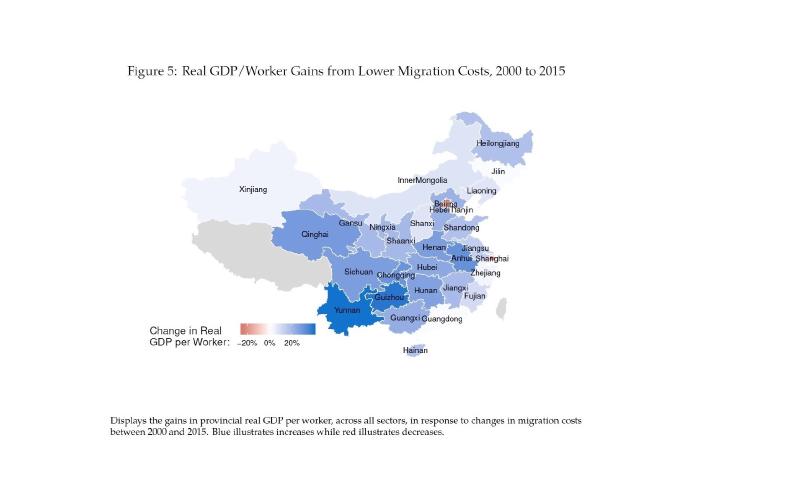 Figure 5: Real GDP/Worker Gains from Lower Migration Costs, 2000 to 2015
Heilongjiang
Jilin
InnerMongolia
Xinjiang
Liaoning
Beijing
Hebei Tianjin
Gansu
Ningxia
Shanxi
Shandong
Qinghai
Shaanxi
Henan
Jiangsu
Anhui
Shanghai
Sichuan
Chongqing
Hubei
Zhejiang
Guizhou
Hunan
Jiangxi
Fujian
Yunnan
Guangxi
Guangdong
Change in Real
GDP per Worker:
−20% 0% 20%
Hainan
Displays the gains in provincial real GDP per worker, across all sectors, in response to changes in migration costs
between 2000 and 2015. Blue illustrates increases while red illustrates decreases.